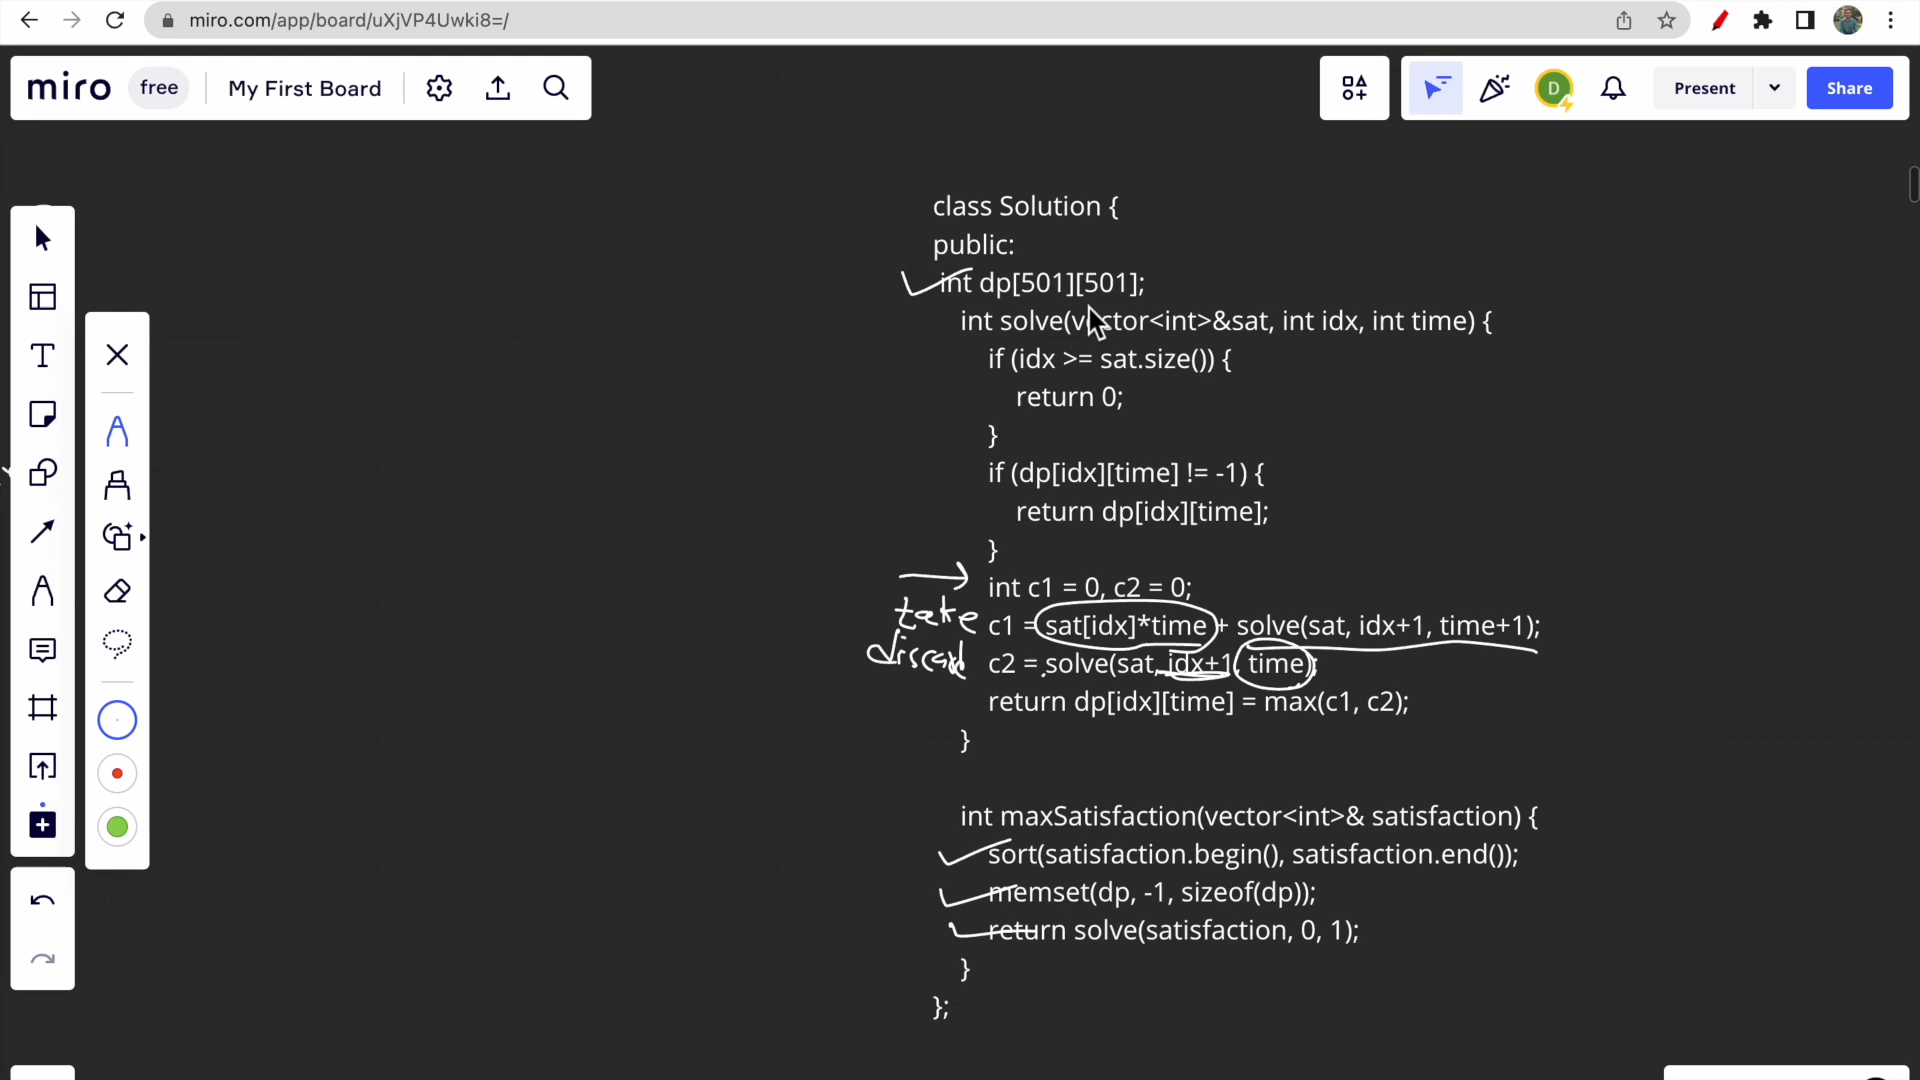 miro.com/app/board/uXjVP4Uwki8=/
miro free My First Board
D Present Share
class Solution {
public:
int dp[501][501];
int solve(vector<int>&sat, int idx, int time) {
if (idx >= sat.size()) {
return 0;
}
if (dp[idx][time] != -1) {
return dp[idx][time];
}
int c1 = 0, c2 = 0;
take c1 = sat[idx]*time + solve(sat, idx+1, time+1);
discard c2 = solve(sat, idx+1, time);
return dp[idx][time] = max(c1, c2);
}
int maxSatisfaction(vector<int>& satisfaction) {
sort(satisfaction.begin(), satisfaction.end());
memset(dp, -1, sizeof(dp));
return solve(satisfaction, 0, 1);
}
};